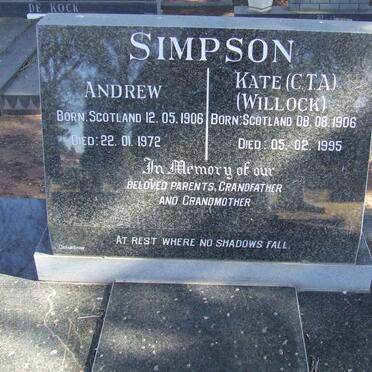 DE KOCK
SIMPSON
ANDREW
BORN: SCOTLAND 12.05.1906
DIED: 22.01.1972
KATE (C.T.A)
(WILLOCK)
BORN: SCOTLAND 08.08.1906
DIED: 05.02.1995
In Memory of our
BELOVED PARENTS, GRANDFATHER
AND GRANDMOTHER
AT REST WHERE NO SHADOWS FALL